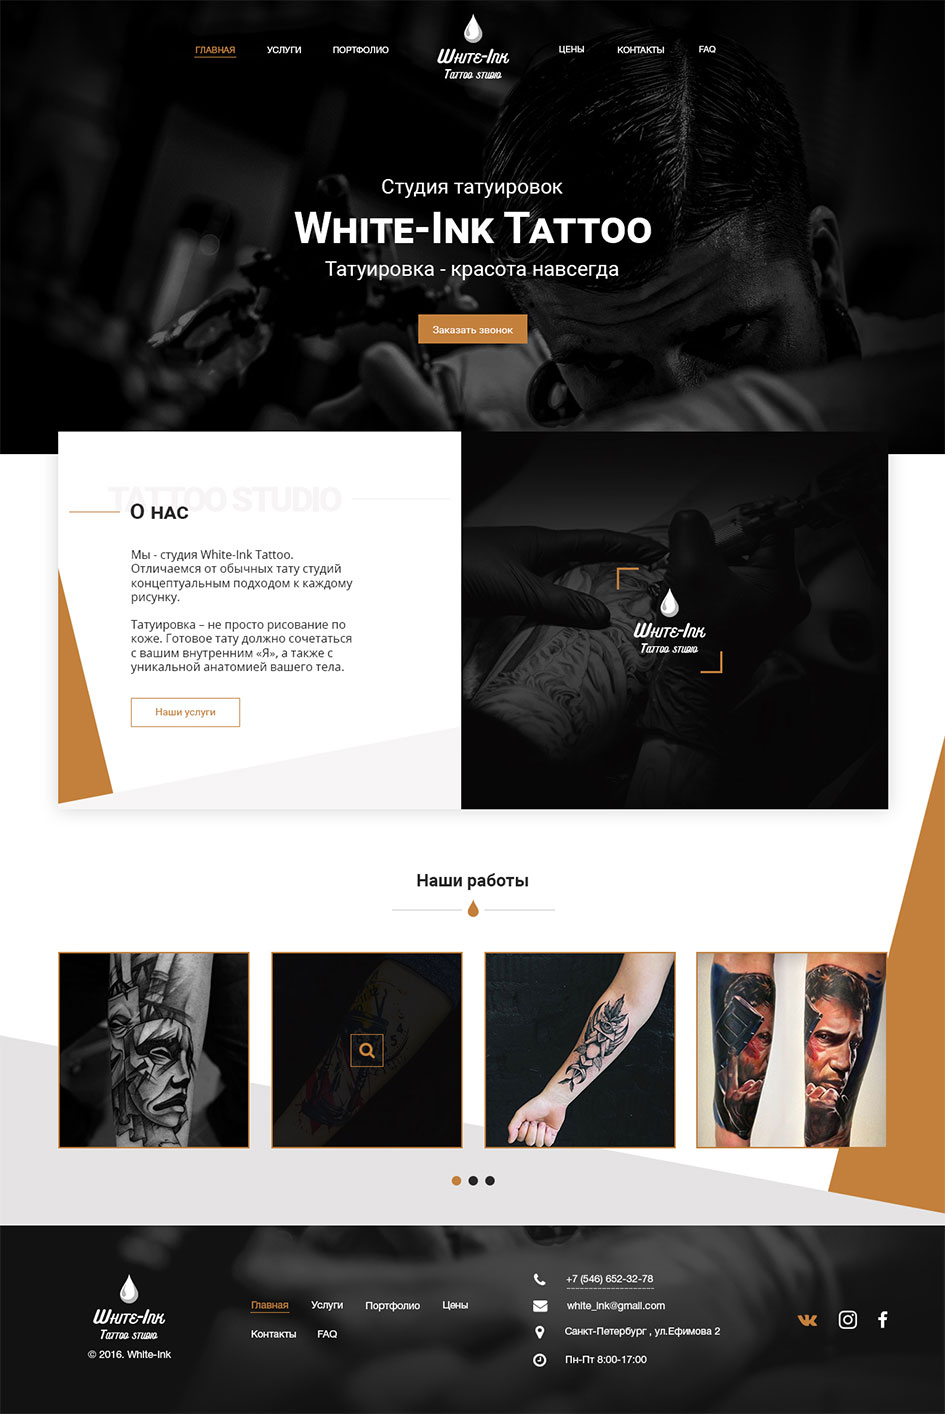 ГЛАВНАЯ
УСЛУГИ
ПОРТФОЛИО
White-Ink
Tattoo studio
ЦЕНЫ
КОНТАКТЫ
FAQ
Студия татуировок
White-Ink Tattoo
Татуировка - красота навсегда
Заказать звонок
TATTOO STUDIO
О нас
Мы - студия White-Ink Tattoo.
Отличаемся от обычных тату студий
концептуальным подходом к каждому
рисунку.
Татуировка – не просто рисование по
коже. Готовое тату должно сочетаться
с вашим внутренним «Я», а также с
уникальной анатомией вашего тела.
Наши услуги
White-Ink
Tattoo studio
Наши работы
White-Ink
Tattoo studio
© 2016. White-Ink
Главная
Услуги
Портфолио
Цены
Контакты
FAQ
+7 (546) 652-32-78
white_ink@gmail.com
Санкт-Петербург , ул.Ефимова 2
Пн-Пт 8:00-17:00